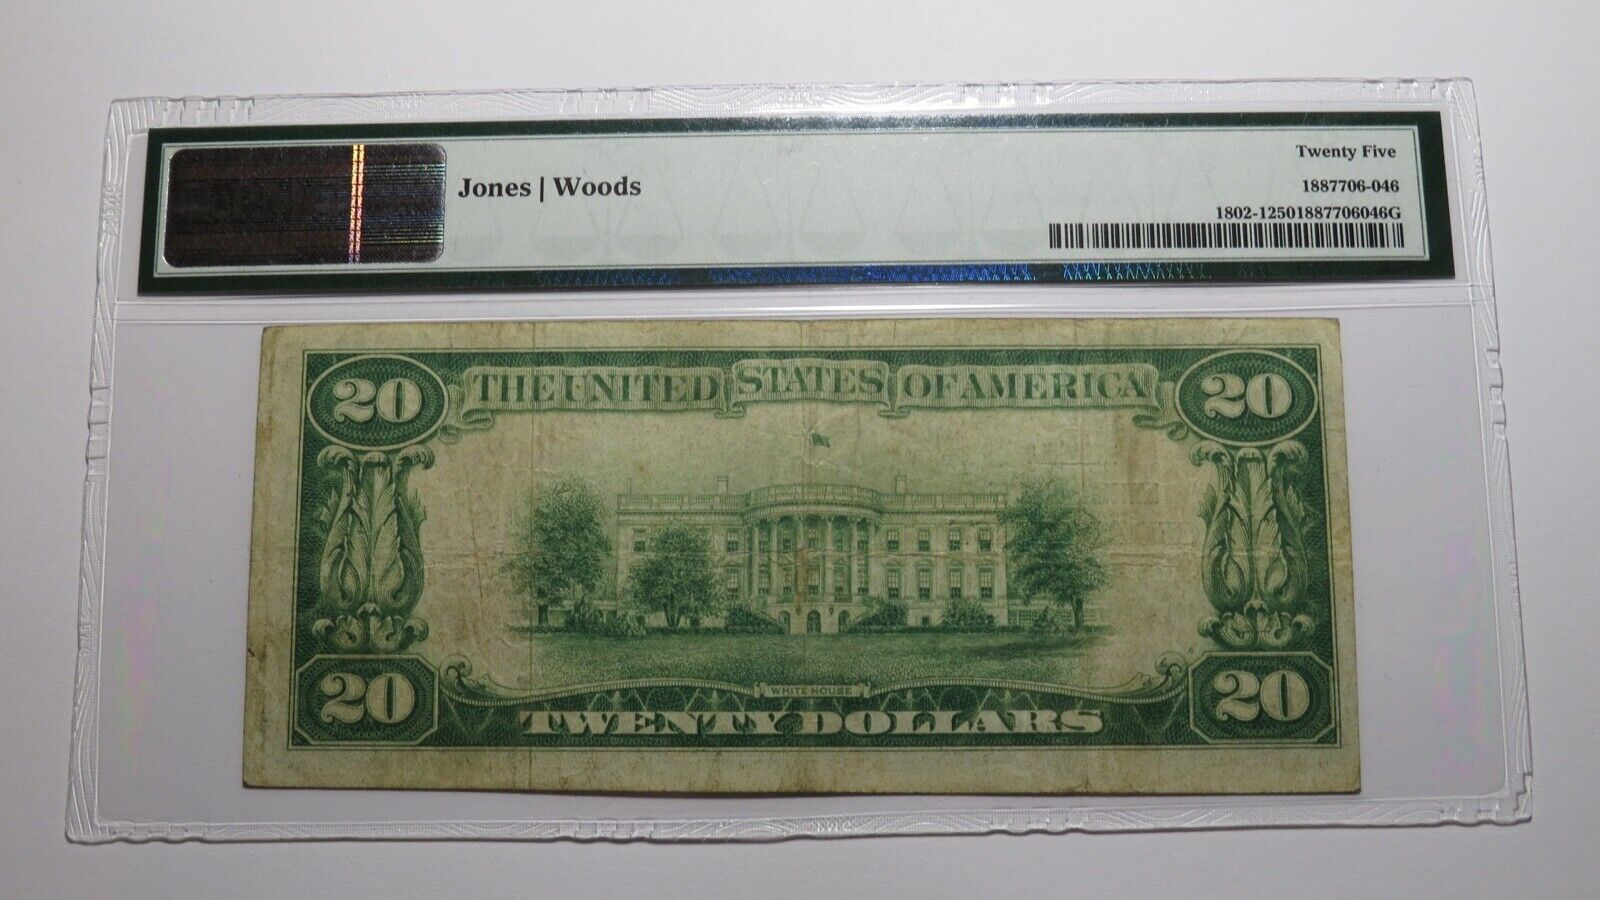 Jones | Woods
Twenty Five
1887706-046
1802-12501887706046G
20 THE UNITED STATES OF AMERICA 20
WHITE HOUSE
20 TWENTY DOLLARS 20